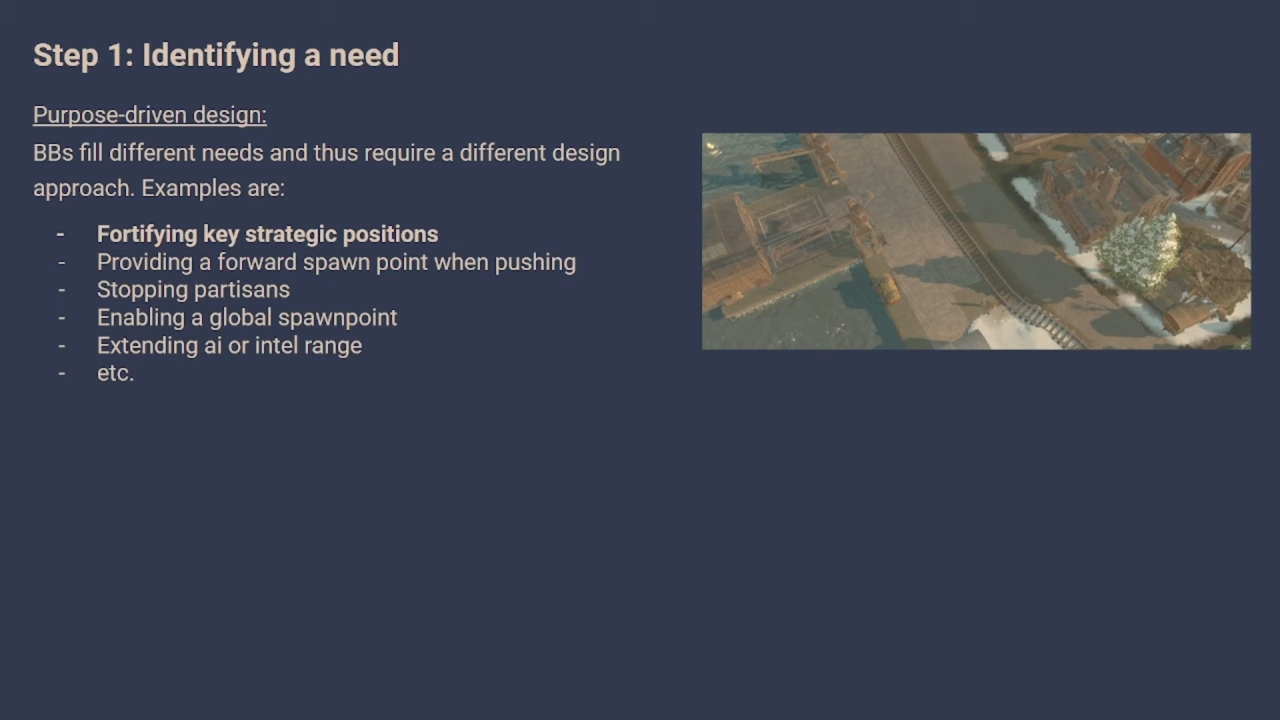 Step 1: Identifying a need
Purpose-driven design:
BBs fill different needs and thus require a different design
approach. Examples are:
- Fortifying key strategic positions
- Providing a forward spawn point when pushing
- Stopping partisans
- Enabling a global spawnpoint
- Extending ai or intel range
- etc.